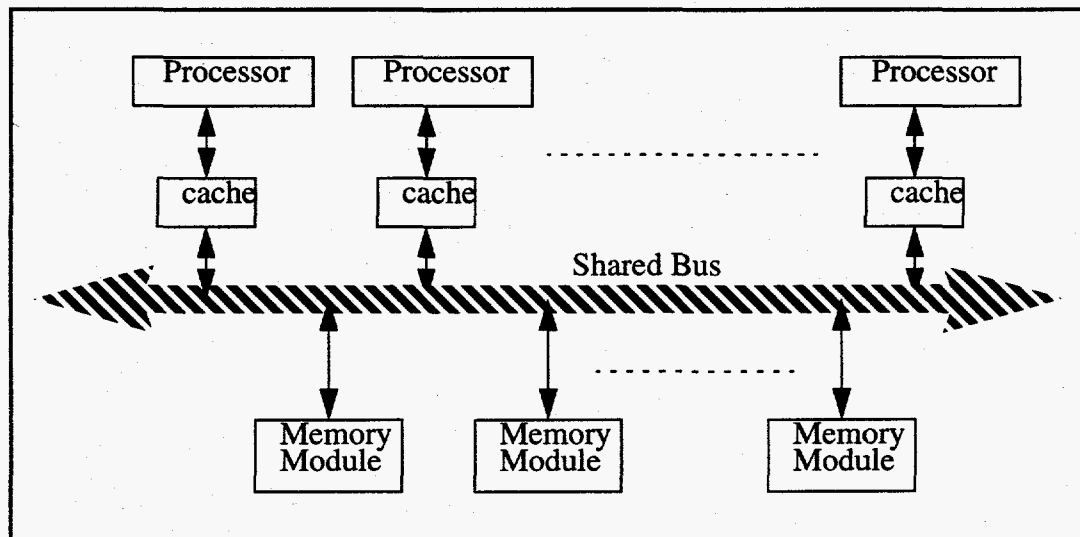 Processor Processor Processor
cache cache cache
Shared Bus
Memory Memory Memory
Module Module Module